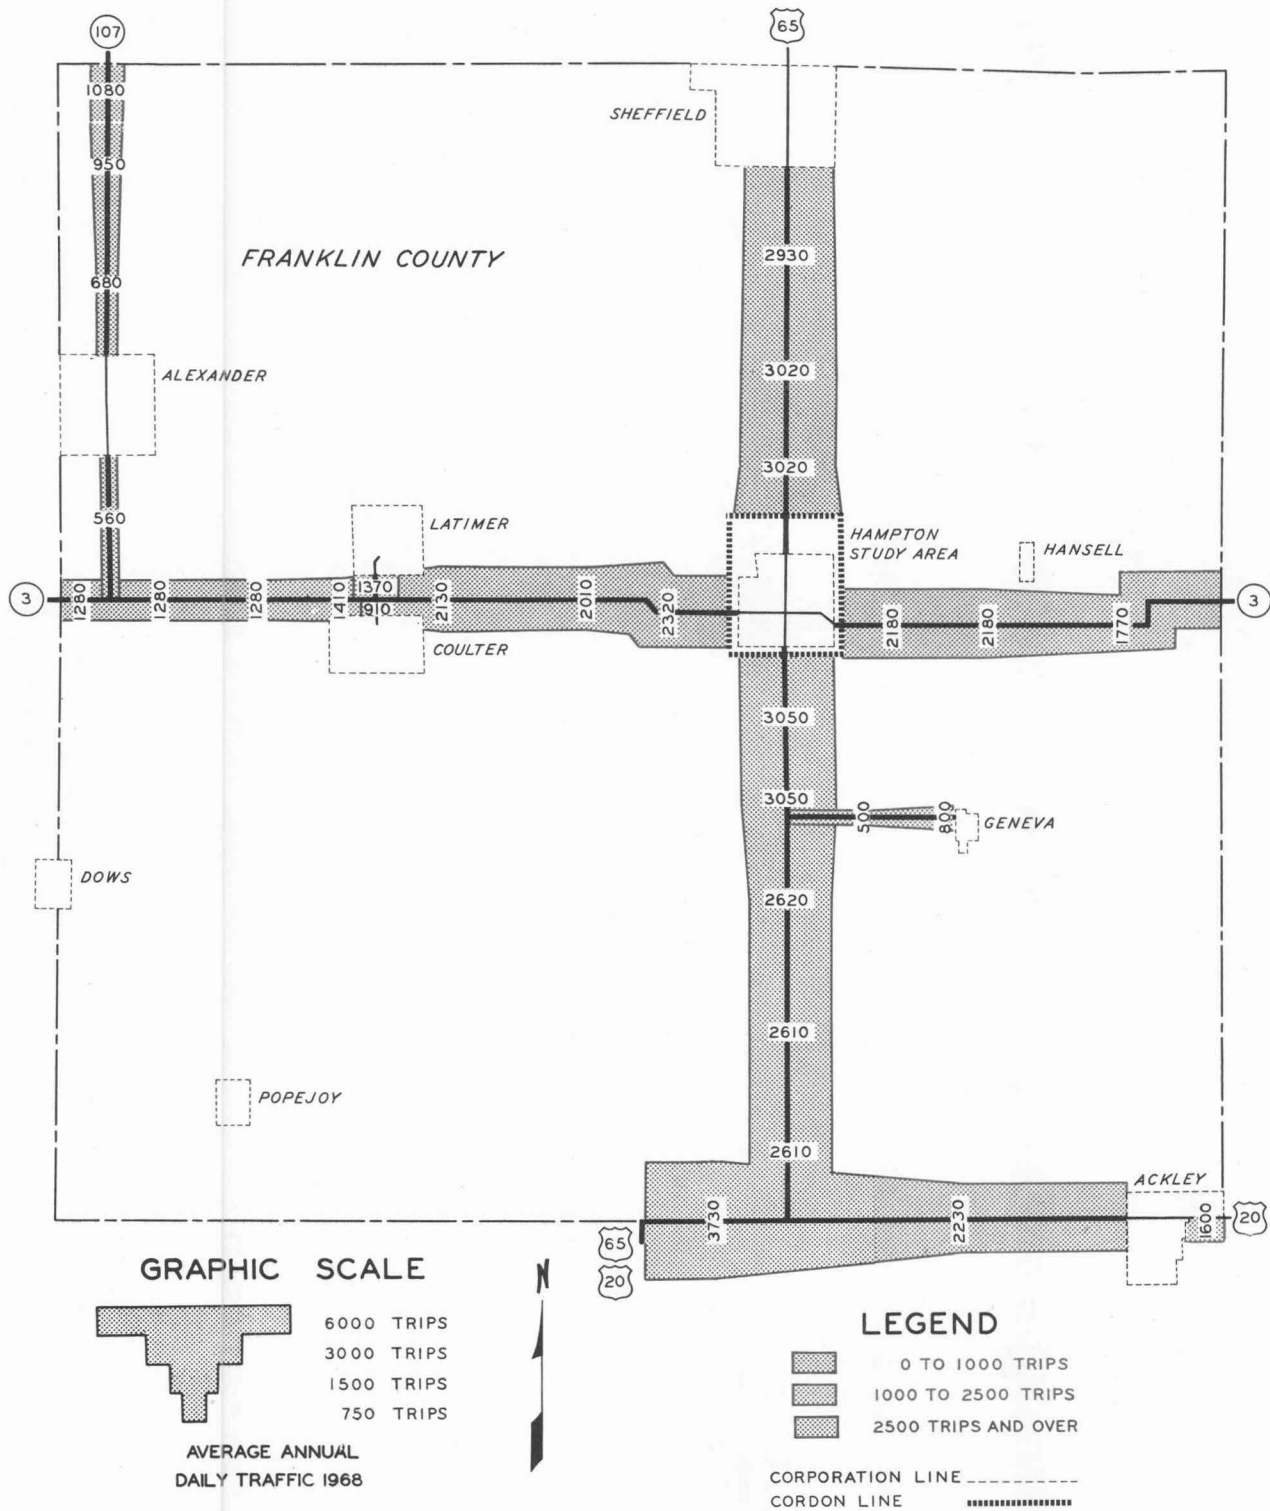 107
65
1080
SHEFFIELD
950
FRANKLIN COUNTY
2930
680
ALEXANDER
3020
3020
560
LATIMER
HAMPTON
STUDY AREA
HANSELL
3
1280
1280
1280
1410
1370
910
2130
2010
2320
2180
2180
1770
3
COULTER
3050
3050
500
800
GENEVA
DOWS
2620
2610
POPEJOY
2610
ACKLEY
3730
2230
1600
20
65
20
GRAPHIC SCALE
6000 TRIPS
3000 TRIPS
1500 TRIPS
750 TRIPS
AVERAGE ANNUAL
DAILY TRAFFIC 1968
N
LEGEND
0 TO 1000 TRIPS
1000 TO 2500 TRIPS
2500 TRIPS AND OVER
CORPORATION LINE
CORDON LINE